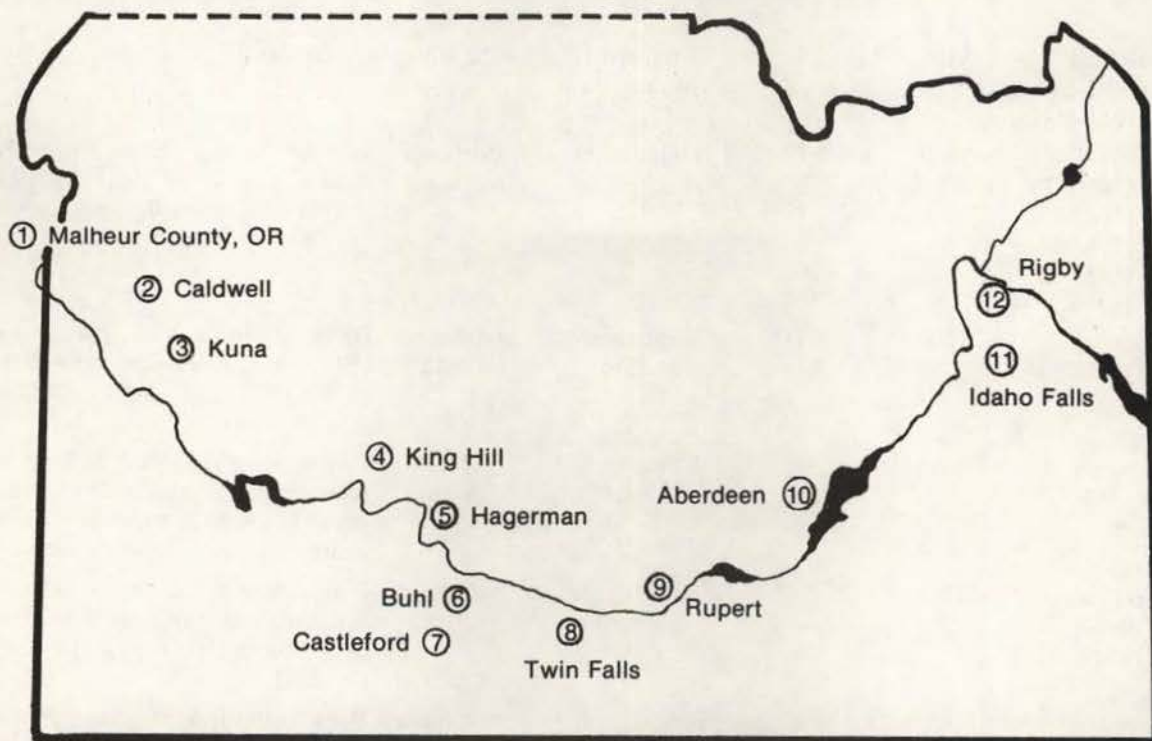 ① Malheur County, OR
② Caldwell
③ Kuna
④ King Hill
⑤ Hagerman
Buhl ⑥
Castleford ⑦
⑧
Twin Falls
⑨
Rupert
Aberdeen ⑩
Rigby
⑫
⑪
Idaho Falls